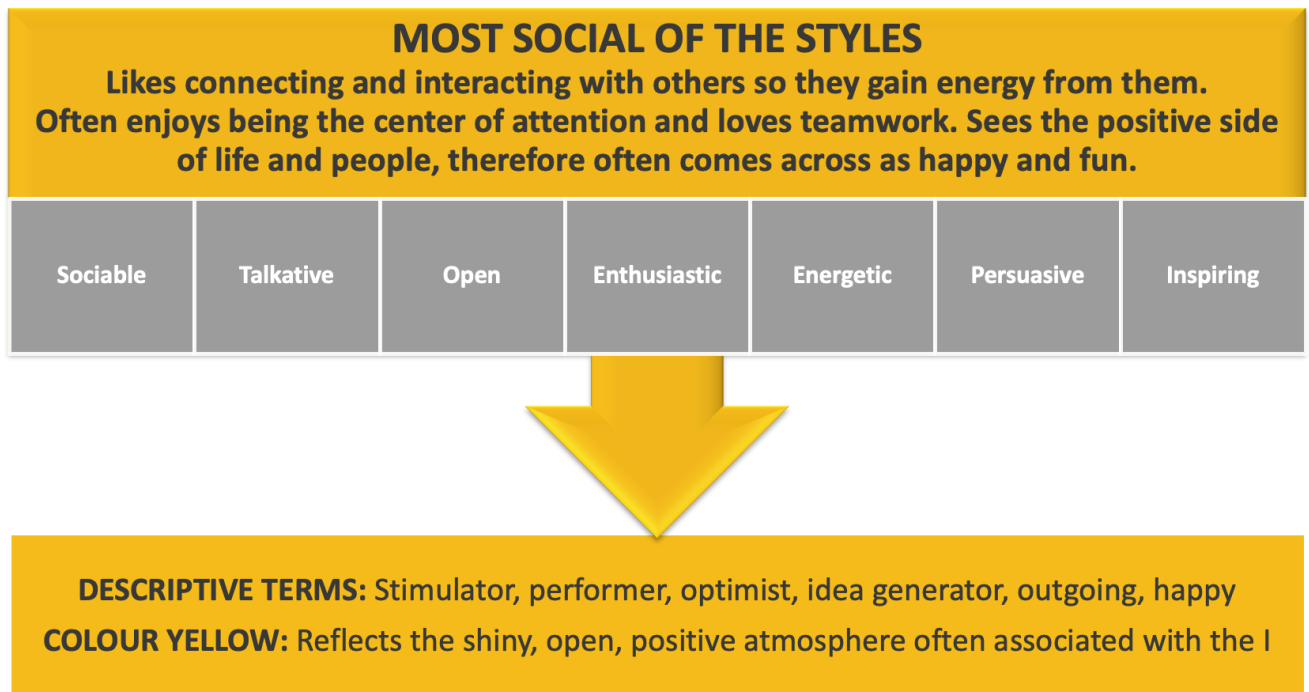 MOST SOCIAL OF THE STYLES
Likes connecting and interacting with others so they gain energy from them.
Often enjoys being the center of attention and loves teamwork. Sees the positive side
of life and people, therefore often comes across as happy and fun.
Sociable
Talkative
Open
Enthusiastic
Energetic
Persuasive
Inspiring
DESCRIPTIVE TERMS: Stimulator, performer, optimist, idea generator, outgoing, happy
COLOUR YELLOW: Reflects the shiny, open, positive atmosphere often associated with the I